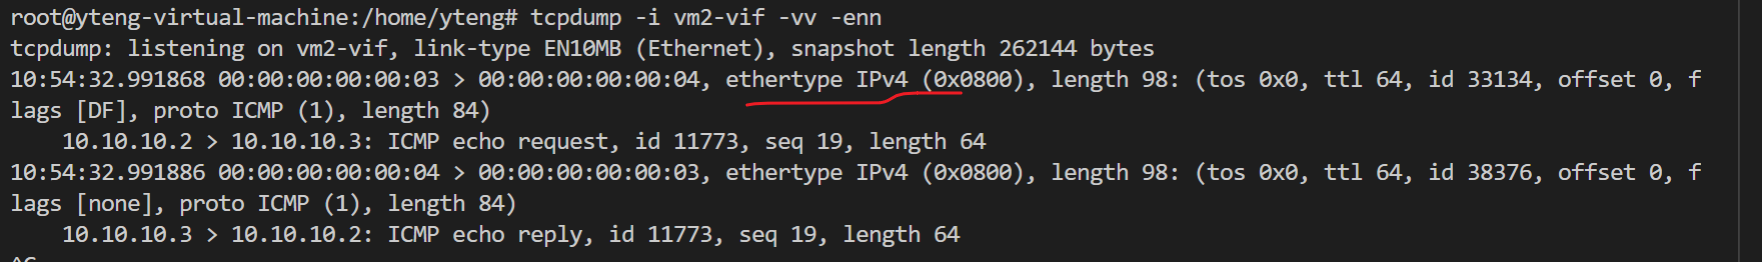 root@yteng-virtual-machine:/home/yteng# tcpdump -i vm2-vif -vv -enn
tcpdump: listening on vm2-vif, link-type EN10MB (Ethernet), snapshot length 262144 bytes
10:54:32.991868 00:00:00:00:00:03 > 00:00:00:00:00:04, ethertype IPv4 (0x0800), length 98: (tos 0x0, ttl 64, id 33134, offset 0, f
lags [DF], proto ICMP (1), length 84)
    10.10.10.2 > 10.10.10.3: ICMP echo request, id 11773, seq 19, length 64
10:54:32.991886 00:00:00:00:00:04 > 00:00:00:00:00:03, ethertype IPv4 (0x0800), length 98: (tos 0x0, ttl 64, id 38376, offset 0, f
lags [none], proto ICMP (1), length 84)
    10.10.10.3 > 10.10.10.2: ICMP echo reply, id 11773, seq 19, length 64